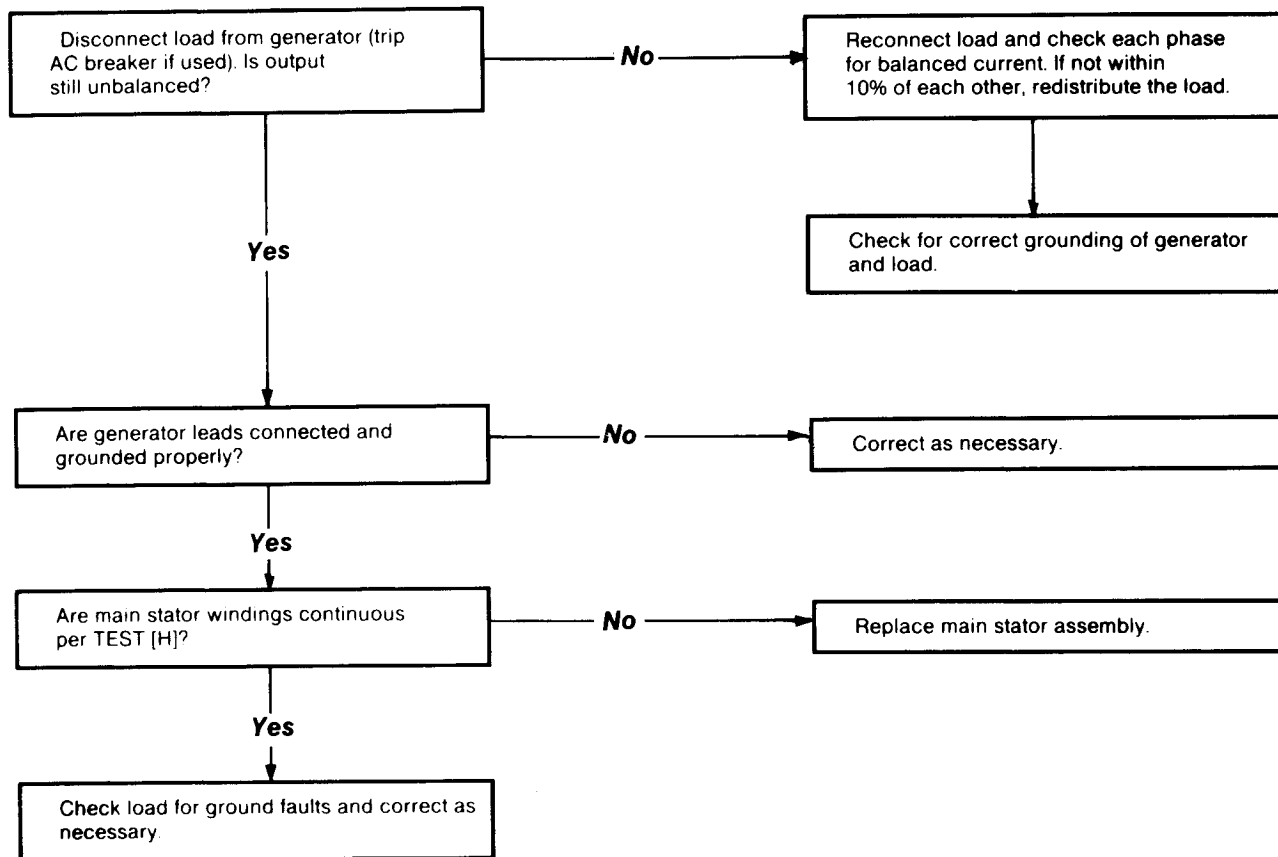 Disconnect load from generator (trip
AC breaker if used). Is output
still unbalanced?
No
Reconnect load and check each phase
for balanced current. If not within
10% of each other, redistribute the load.
Check for correct grounding of generator
and load.
Yes
Are generator leads connected and
grounded properly?
No
Correct as necessary.
Yes
Are main stator windings continuous
per TEST [H]?
No
Replace main stator assembly.
Yes
Check load for ground faults and correct as
necessary.